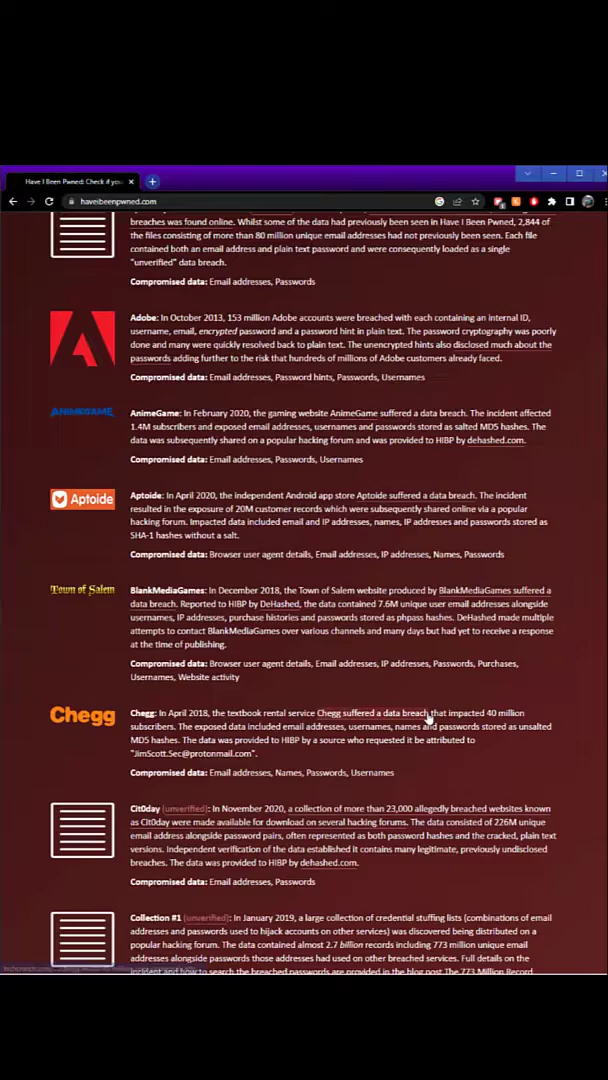 Have I Been Pwned: Check if you
haveibeenpwned.com
breaches was found online. Whilst some of the data had previously been seen in Have I Been Pwned, 2,844 of
the files consisting of more than 80 million unique email addresses had not previously been seen. Each file
contained both an email address and plain text password and were consequently loaded as a single
"unverified" data breach.
Compromised data: Email addresses, Passwords
Adobe: In October 2013, 153 million Adobe accounts were breached with each containing an internal ID,
username, email, encrypted password and a password hint in plain text. The password cryptography was poorly
done and many were quickly resolved back to plain text. The unencrypted hints also disclosed much about the
passwords adding further to the risk that hundreds of millions of Adobe customers already faced.
Compromised data: Email addresses, Password hints, Passwords, Usernames
ANIMEGAME
AnimeGame: In February 2020, the gaming website AnimeGame suffered a data breach. The incident affected
1.4M subscribers and exposed email addresses, usernames and passwords stored as salted MD5 hashes. The
data was subsequently shared on a popular hacking forum and was provided to HIBP by dehashed.com.
Compromised data: Email addresses, Passwords, Usernames
Aptoide
Aptoide: In April 2020, the independent Android app store Aptoide suffered a data breach. The incident
resulted in the exposure of 20M customer records which were subsequently shared online via a popular
hacking forum. Impacted data included email and IP addresses, names, IP addresses and passwords stored as
SHA-1 hashes without a salt.
Compromised data: Browser user agent details, Email addresses, IP addresses, Names, Passwords
Town of Salem
BlankMediaGames: In December 2018, the Town of Salem website produced by BlankMediaGames suffered a
data breach. Reported to HIBP by DeHashed, the data contained 7.6M unique user email addresses alongside
usernames, IP addresses, purchase histories and passwords stored as phpass hashes. DeHashed made multiple
attempts to contact BlankMediaGames over various channels and many days but had yet to receive a response
at the time of publishing.
Compromised data: Browser user agent details, Email addresses, IP addresses, Passwords, Purchases,
Usernames, Website activity
Chegg
Chegg: In April 2018, the textbook rental service Chegg suffered a data breach that impacted 40 million
subscribers. The exposed data included email addresses, usernames, names and passwords stored as unsalted
MD5 hashes. The data was provided to HIBP by a source who requested it be attributed to
"JimScott.Sec@protonmail.com".
Compromised data: Email addresses, Names, Passwords, Usernames
Cit0day (unverified): In November 2020, a collection of more than 23,000 allegedly breached websites known
as Cit0day were made available for download on several hacking forums. The data consisted of 226M unique
email address alongside password pairs, often represented as both password hashes and the cracked, plain text
versions. Independent verification of the data established it contains many legitimate, previously undisclosed
breaches. The data was provided to HIBP by dehashed.com.
Compromised data: Email addresses, Passwords
Collection #1 (unverified): In January 2019, a large collection of credential stuffing lists (combinations of email
addresses and passwords used to hijack accounts on other services) was discovered being distributed on a
popular hacking forum. The data contained almost 2.7 billion records including 773 million unique email
addresses alongside passwords those addresses had used on other breached services. Full details on the
incident and how to search the breached passwords are provided in the blog post The 773 Million Record